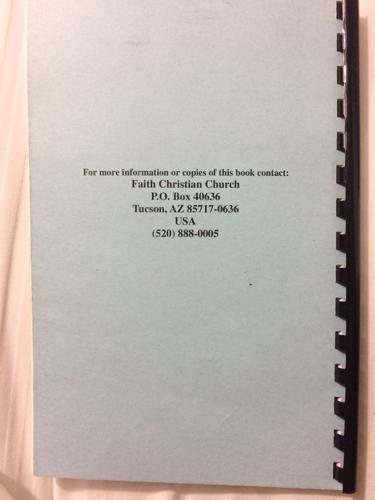 For more information or copies of this book contact:
Faith Christian Church
P.O. Box 40636
Tucson, AZ 85717-0636
USA
(520) 888-0005